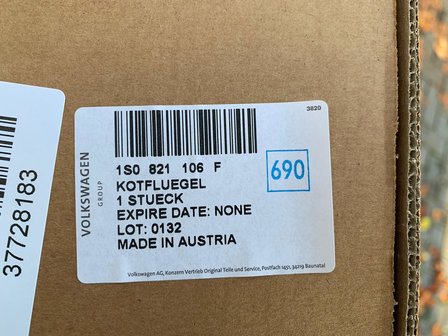 3820
VOLKSWAGEN
GROUP
1S0 821 106 F
KOTFLUEGEL
1 STUECK
EXPIRE DATE: NONE
LOT: 0132
MADE IN AUSTRIA
690
Volkswagen AG, Konzern Vertrieb Original Teile und Service, Postfach 1451, 34219 Baunatal
37728183